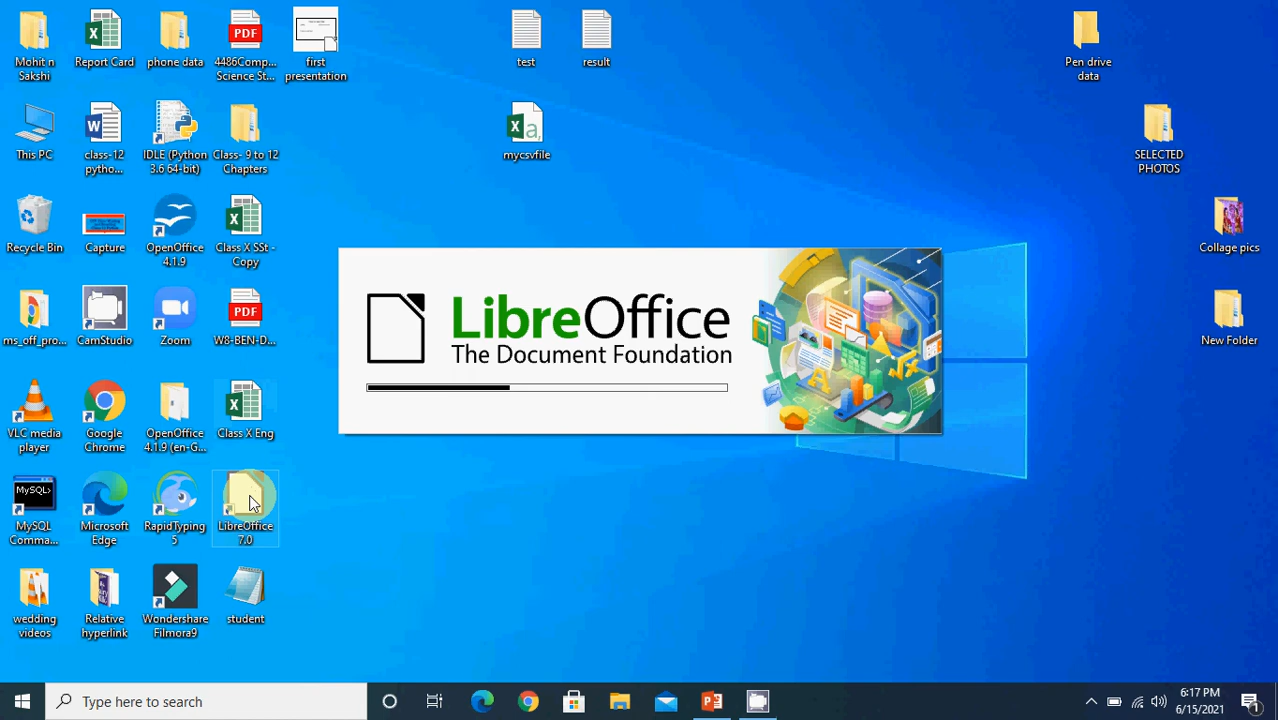 Mohit n
Sakshi
Report Card
phone data
PDF
4486Comp...
Science St...
first
presentation
test
result
Pen drive
data
This PC
class-12
python...
IDLE (Python
3.6 64-bit)
Class- 9 to 12
Chapters
mycsvfile
SELECTED
PHOTOS
Recycle Bin
Capture
OpenOffice
4.1.9
Class X SSt -
Copy
Collage pics
ms_off_pro...
CamStudio
Zoom
PDF
W8-BEN-D...
New Folder
LibreOffice
The Document Foundation
VLC media
player
Google
Chrome
OpenOffice
4.1.9 (en-G...
Class X Eng
MySQL>
MySQL
Comma...
Microsoft
Edge
RapidTyping
5
LibreOffice
7.0
wedding
videos
Relative
hyperlink
Wondershare
Filmora9
student
Type here to search
6:17 PM
6/15/2021
1